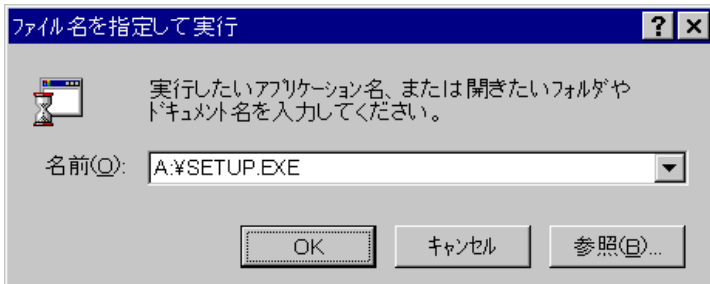 ファイル名を指定して実行
実行したいアプリケーション名、または開きたいフォルダや
ドキュメント名を入力してください。
名前(O): A:¥SETUP.EXE
OK キャンセル 参照(B)...